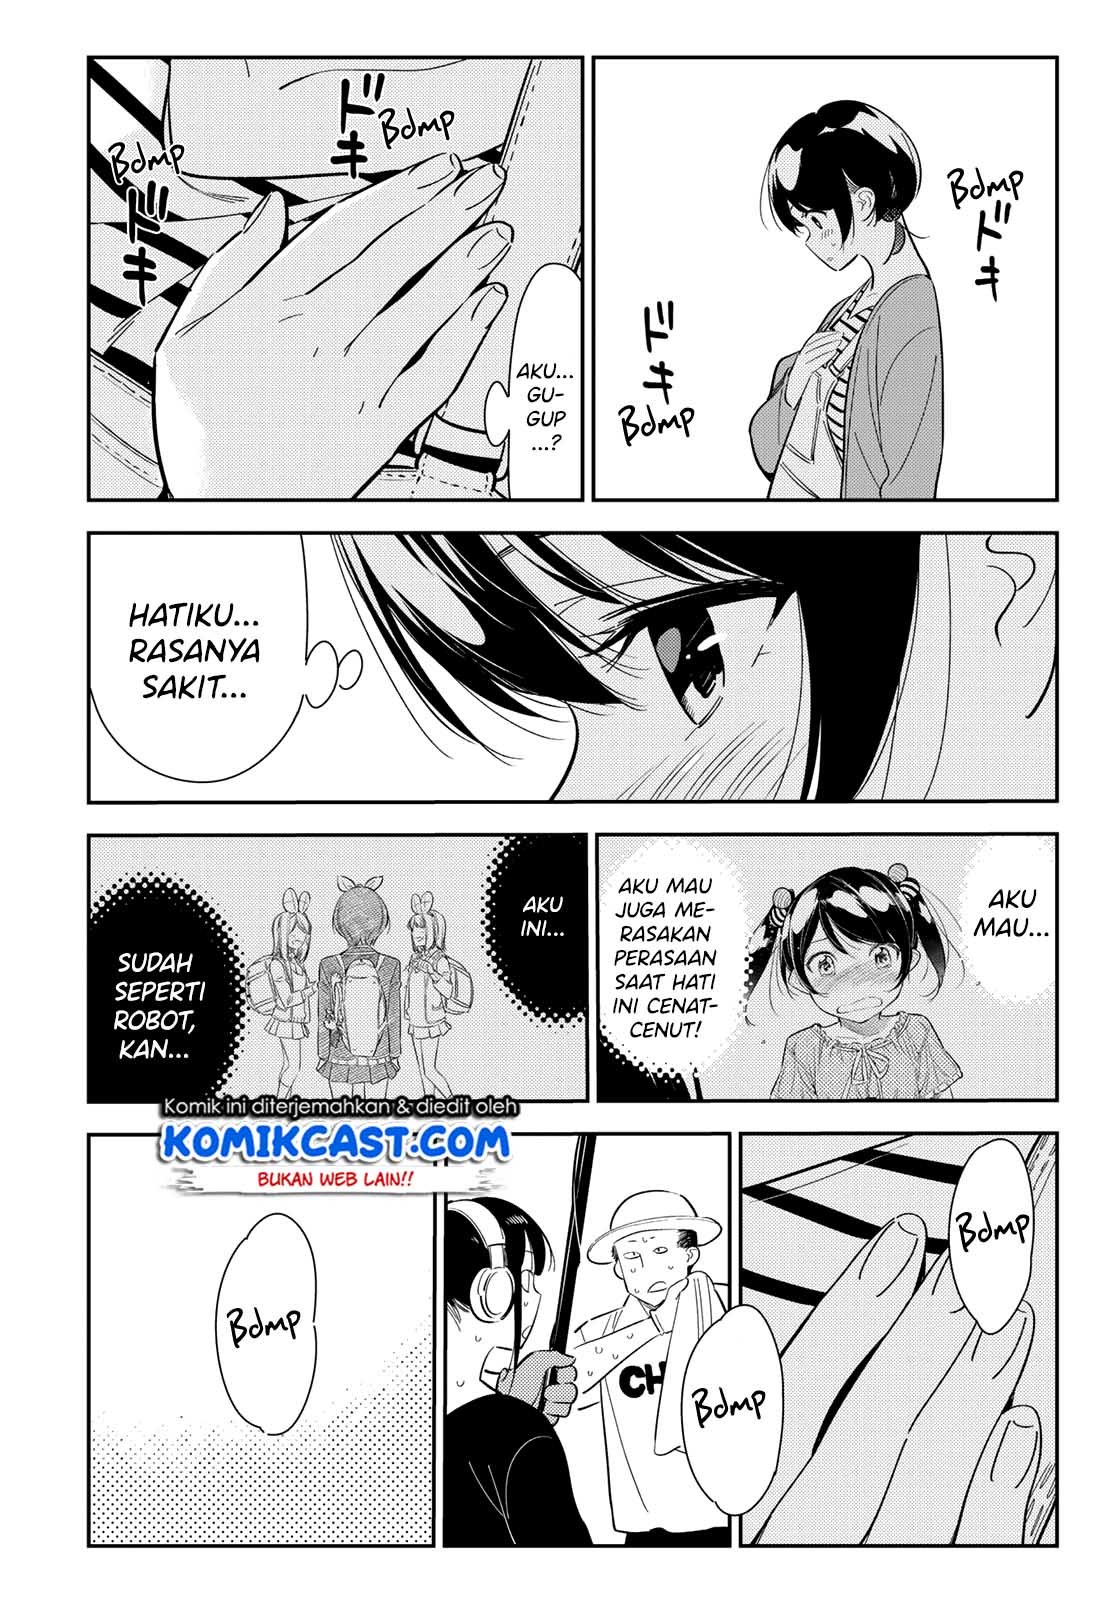 Bdmp
ドキ
ドキ
Bdmp
Bdmp
ドキ
Bdmp
ドキ
AKU...
GU-
GUP
...?
HATIKU...
RASANYA
SAKIT...
AKU
MAU...
AKU MAU
JUGA ME-
RASAKAN
PERASAAN
SAAT HATI
INI CENAT-
CENUT!
AKU
INI...
SUDAH
SEPERTI
ROBOT,
KAN...
Komik ini diterjemahkan & diedit oleh
KOMIKCAST.COM
BUKAN WEB LAIN!!
Bdmp
Bdmp
CH
Bdmp